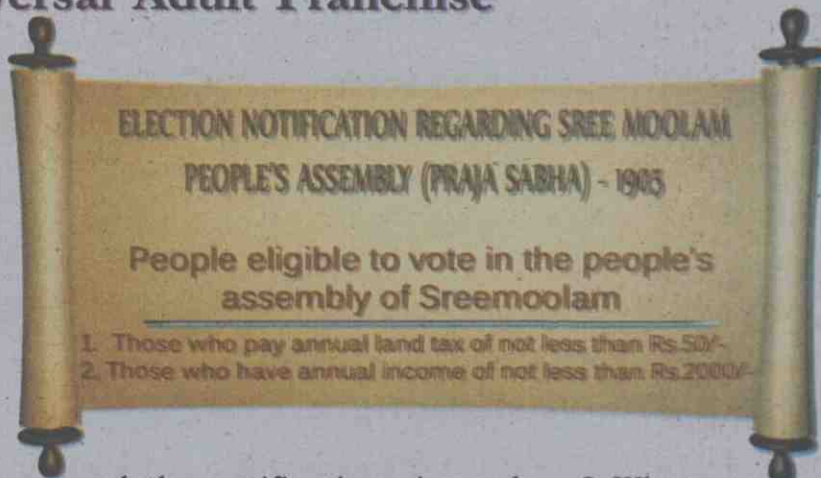 Adult Franchise
ELECTION NOTIFICATION REGARDING SREE MOOLAM
PEOPLE'S ASSEMBLY (PRAJA SABHA) - 1905
People eligible to vote in the people's
assembly of Sreemoolam
1. Those who pay annual land tax of not less than Rs.50/-
2. Those who have annual income of not less than Rs.2000/-